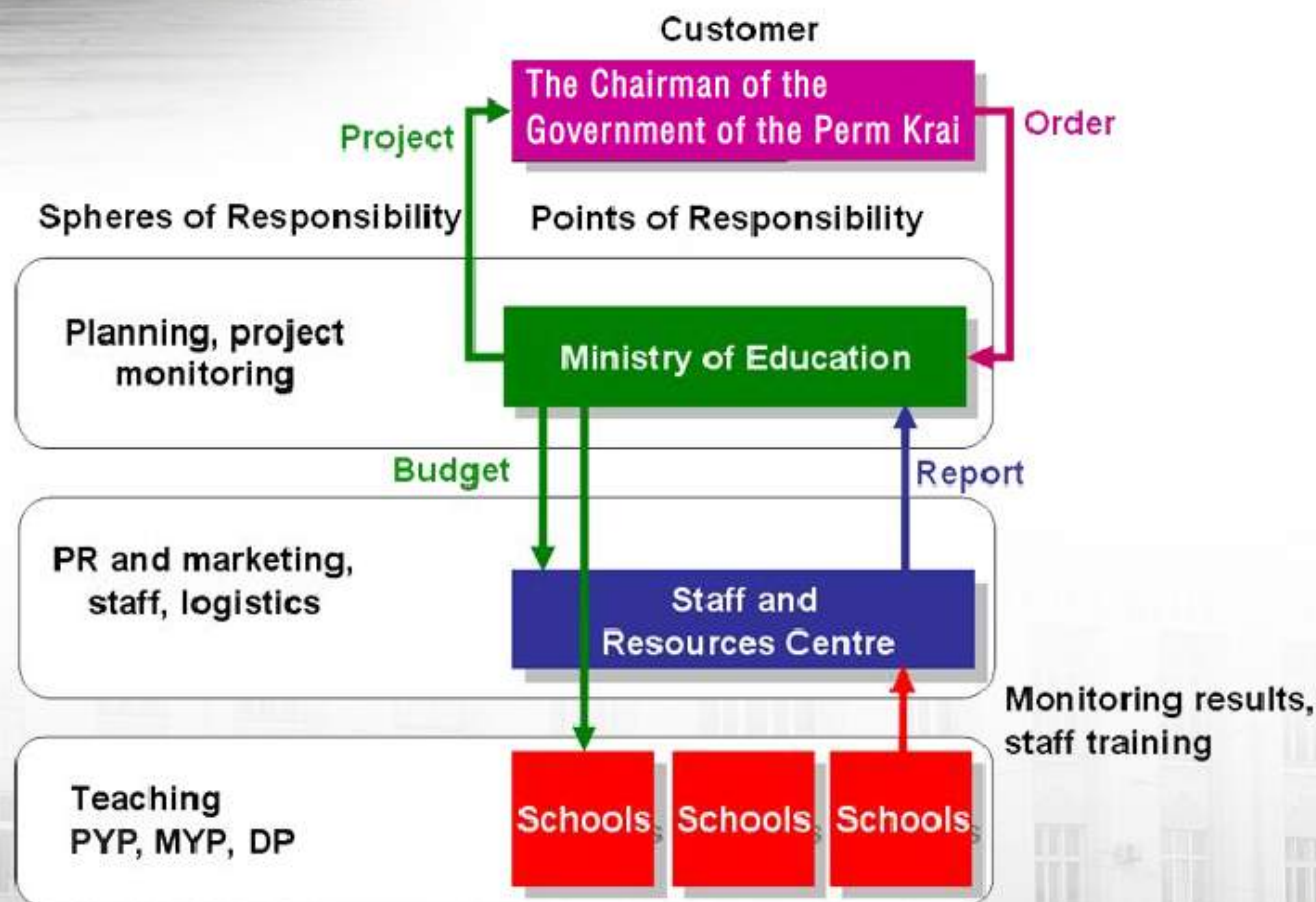 Customer
The Chairman of the
Government of the Perm Krai
Project
Order
Spheres of Responsibility
Points of Responsibility
Planning, project
monitoring
Ministry of Education
Budget
Report
PR and marketing,
staff, logistics
Staff and
Resources Centre
Monitoring results,
staff training
Teaching
PYP, MYP, DP
Schools
Schools
Schools